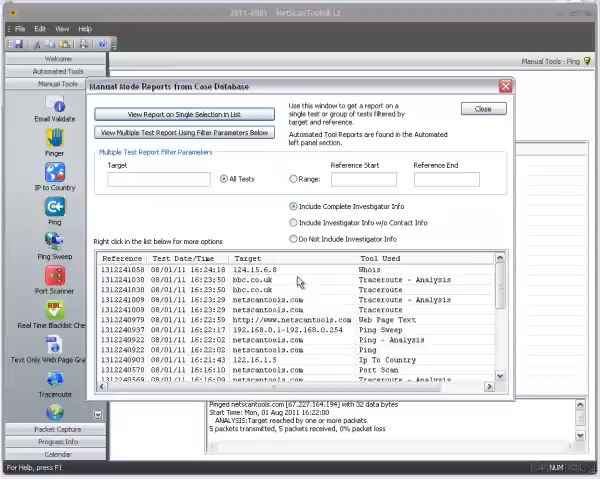 NetScanTools® LE
File Edit View Help
Welcome
Automated Tools
Manual Tools
Manual Tools - Ping
Email Validate
Finger
IP to Country
Ping
Ping Sweep
Port Scanner
Real Time Blacklist Che
Text Only Web Page Gra
Traceroute
Packet Capture
Program Info
Calendar
For Help, press F1
Manual Mode Reports from Case Database
View Report on Single Selection in List
View Multiple Test Report Using Filter Parameters Below
Use this window to get a report on a
single test or group of tests filtered by
target and reference.
Automated Tool Reports are found in the Automated
left panel section.
Close
Multiple Test Report Filter Parameters
Target
All Tests
Range:
Reference Start
Reference End
Include Complete Investigator Info
Include Investigator Info w/o Contact Info
Do Not Include Investigator Info
Right click in the list below for more options
Reference Test Date/Time Target Tool Used
1312241058 08/01/11 16:24:18 124.15.6.8 Whois
1312241030 08/01/11 16:23:50 bbc.co.uk Traceroute - Analysis
1312241030 08/01/11 16:23:50 bbc.co.uk Traceroute
1312241009 08/01/11 16:23:29 netscantools.com Traceroute - Analysis
1312241009 08/01/11 16:23:29 netscantools.com Traceroute
1312240979 08/01/11 16:22:59 http://www.netscantools.com Web Page Text
1312240937 08/01/11 16:22:17 192.168.0.1-192.168.0.254 Ping Sweep
1312240922 08/01/11 16:22:02 netscantools.com Ping - Analysis
1312240922 08/01/11 16:22:02 netscantools.com Ping
1312240903 08/01/11 16:21:43 122.16.1.5 Ip To Country
1312240570 08/01/11 16:16:10 netscantools.com Port Scan
1312240569 08/01/11 16:16:09 netscantools.com Traceroute - Analysis
Pinged netscantools.com [67.227.164.194] with 32 data bytes
Start Time: Mon, 01 Aug 2011 16:22:00
ANALYSIS:Target reached by one or more packets.
5 packets transmitted, 5 packets received, 0% packet loss
CAP NUM SCRL